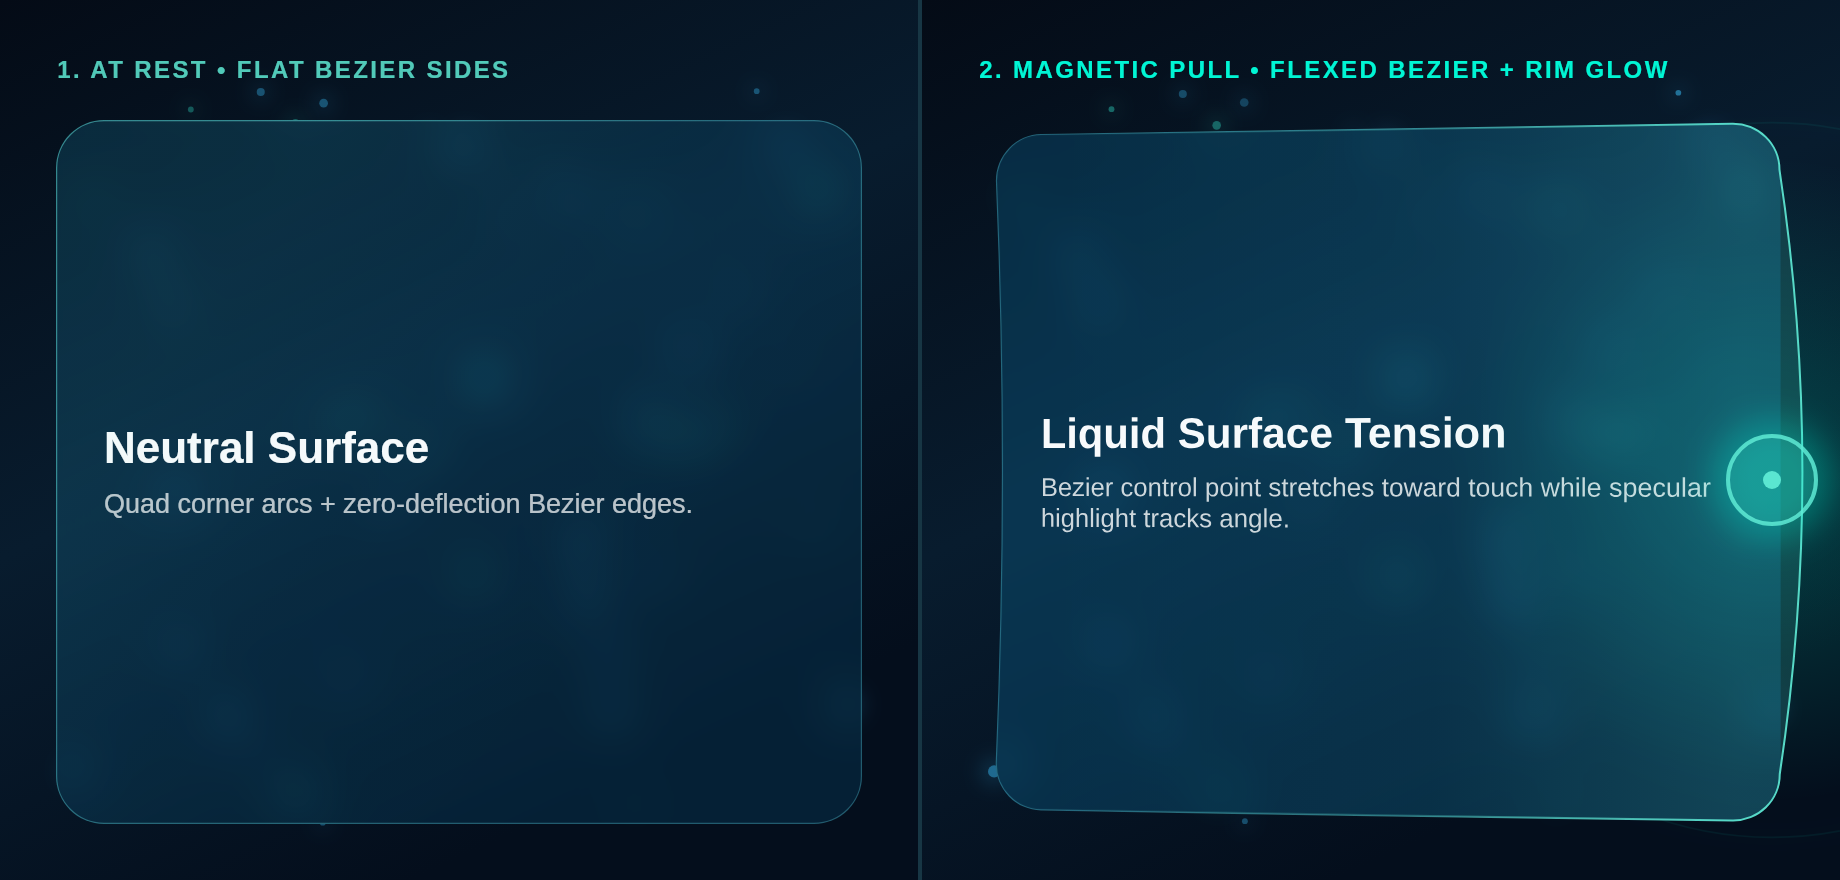 1. AT REST • FLAT BEZIER SIDES
Neutral Surface
Quad corner arcs + zero-deflection Bezier edges.
2. MAGNETIC PULL • FLEXED BEZIER + RIM GLOW
Liquid Surface Tension
Bezier control point stretches toward touch while specular
highlight tracks angle.